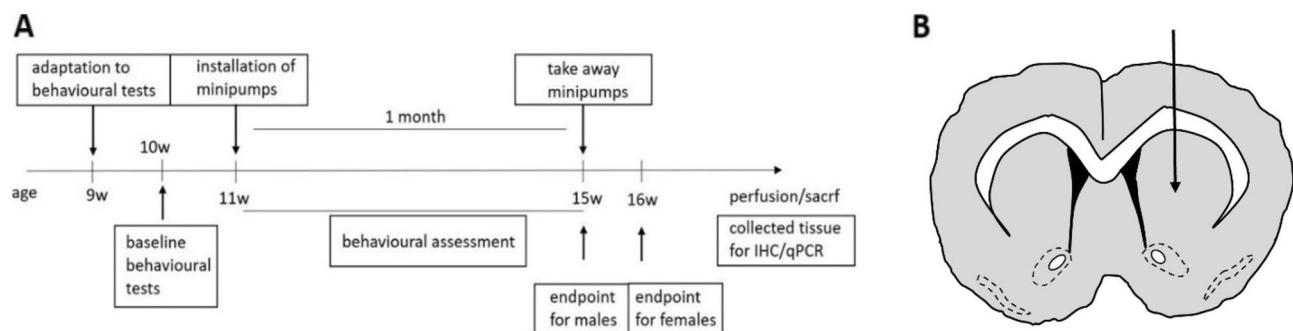 A
adaptation to
behavioural tests
installation of
minipumps
take away
minipumps
1 month
10w
age
9w
11w
15w
16w
perfusion/sacrf
baseline
behavioural
tests
behavioural assessment
collected tissue
for IHC/qPCR
endpoint
for males
endpoint
for females
B